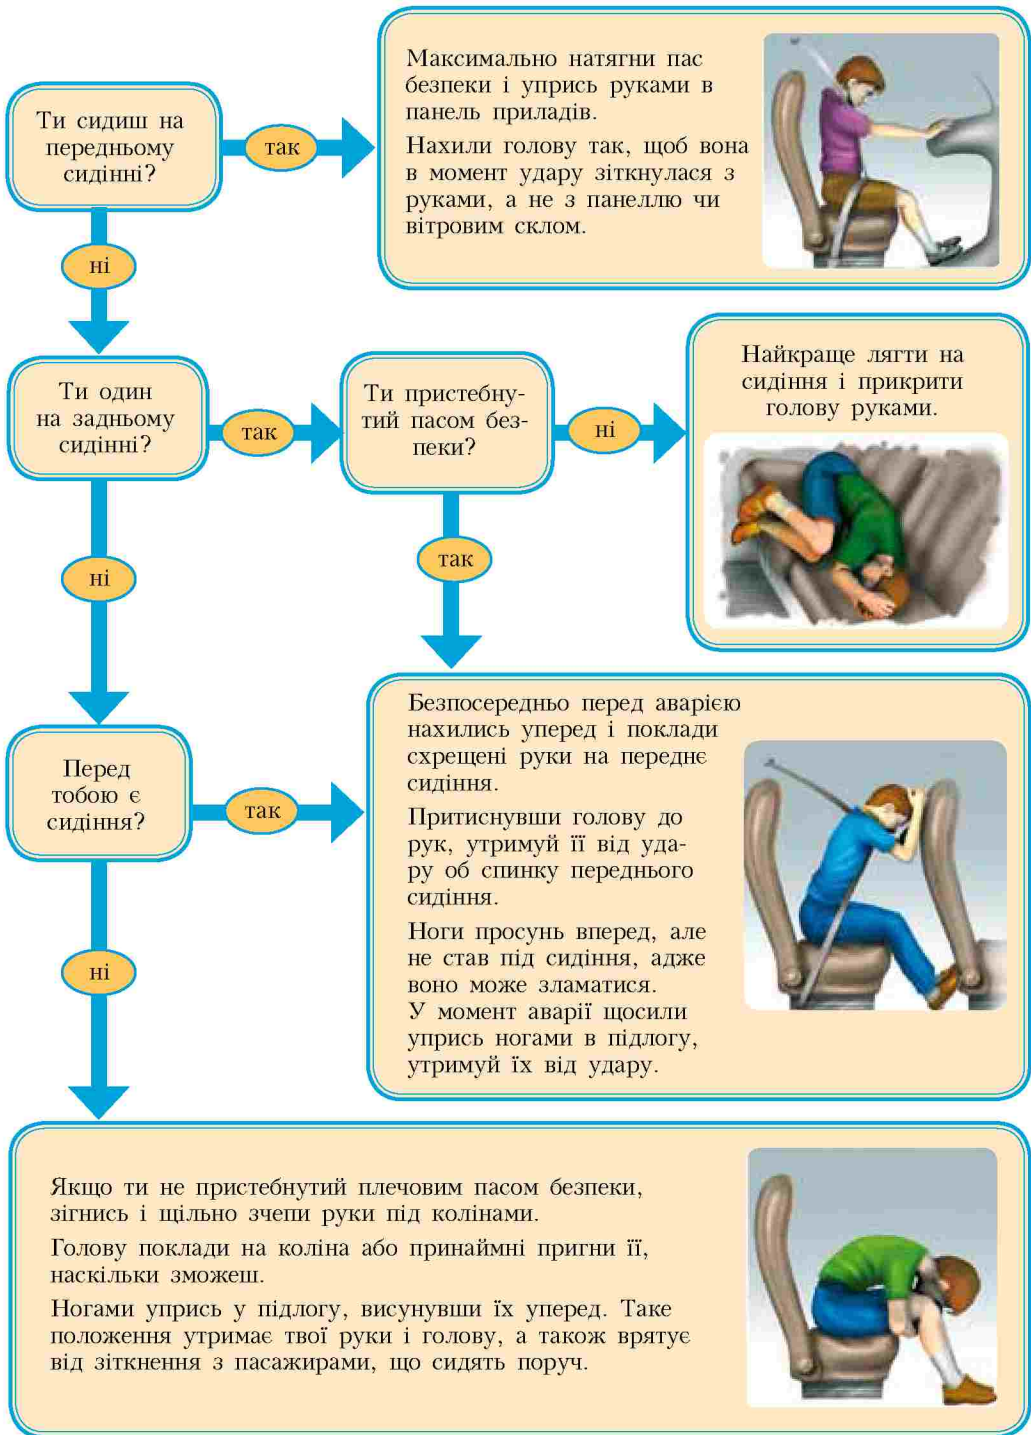 Ти сидиш на
передньому
сидінні?
так
Максимально натягни пас
безпеки і упрись руками в
панель приладів.
Нахили голову так, щоб вона
в момент удару зіткнулася з
руками, а не з панеллю чи
вітровим склом.
ні
Ти один
на задньому
сидінні?
так
Ти пристебну-
тий пасом без-
пеки?
ні
Найкраще лягти на
сидіння і прикрити
голову руками.
ні
так
Перед
тобою є
сидіння?
так
Безпосередньо перед аварією
нахились уперед і поклади
схрещені руки на переднє
сидіння.
Притиснувши голову до
рук, утримуй її від уда-
ру об спинку переднього
сидіння.
Ноги просунь вперед, але
не став під сидіння, адже
воно може зламатися.
У момент аварії щосили
упрись ногами в підлогу,
утримуй їх від удару.
ні
Якщо ти не пристебнутий плечовим пасом безпеки,
зігнись і щільно зчепи руки під колінами.
Голову поклади на коліна або принаймні пригни її,
наскільки зможеш.
Ногами упрись у підлогу, висунувши їх уперед. Таке
положення утримає твої руки і голову, а також врятує
від зіткнення з пасажирами, що сидять поруч.